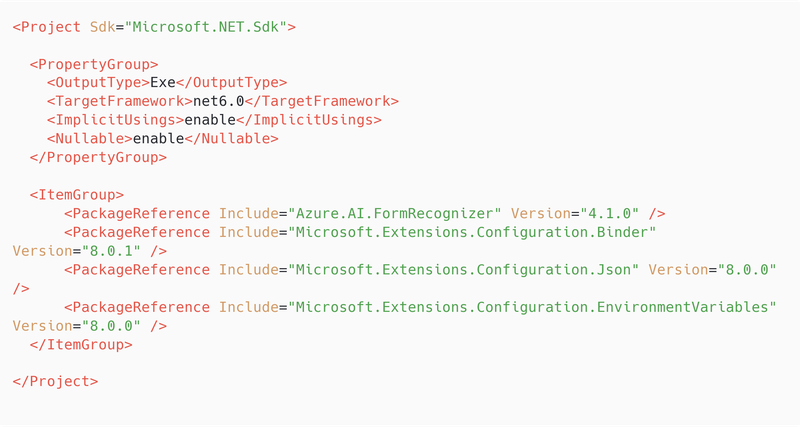 <Project Sdk="Microsoft.NET.Sdk">
<PropertyGroup>
<OutputType>Exe</OutputType>
<TargetFramework>net6.0</TargetFramework>
<ImplicitUsings>enable</ImplicitUsings>
<Nullable>enable</Nullable>
</PropertyGroup>
<ItemGroup>
<PackageReference Include="Azure.AI.FormRecognizer" Version="4.1.0" />
<PackageReference Include="Microsoft.Extensions.Configuration.Binder"
Version="8.0.1" />
<PackageReference Include="Microsoft.Extensions.Configuration.Json" Version="8.0.0"
/>
<PackageReference Include="Microsoft.Extensions.Configuration.EnvironmentVariables"
Version="8.0.0" />
</ItemGroup>
</Project>